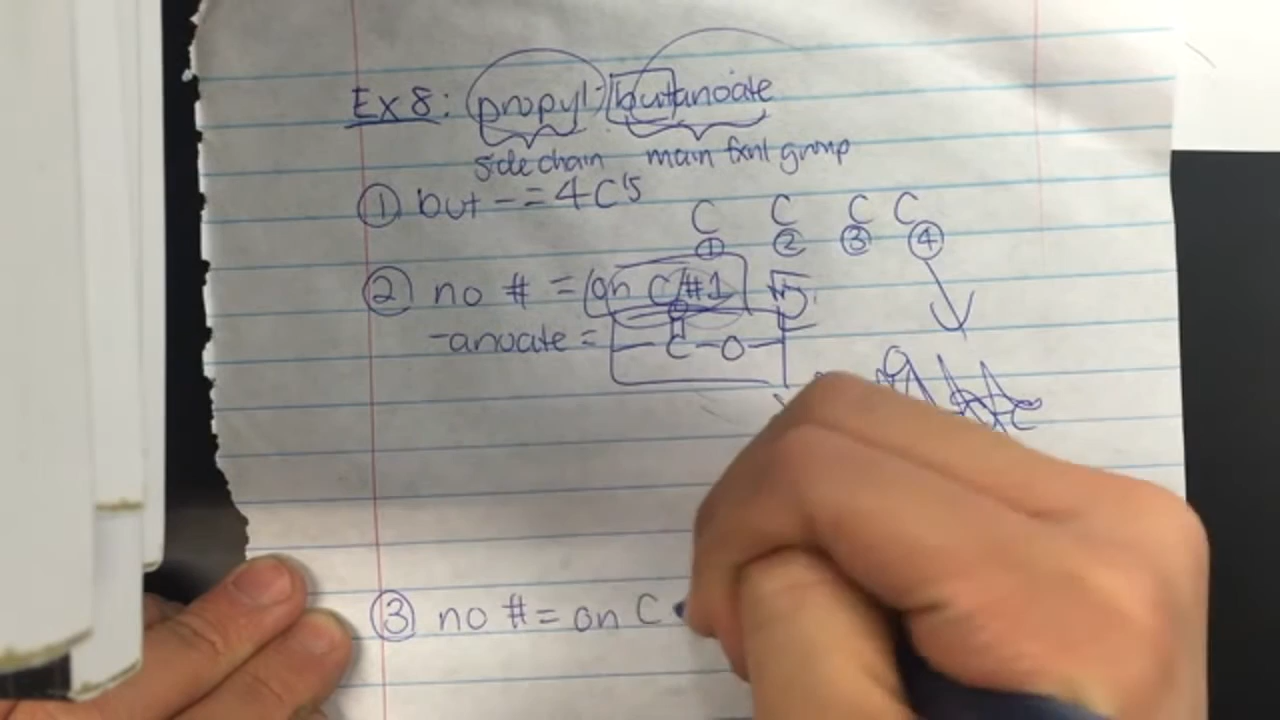 Ex 8: propyl butanoate
side chain main fxnl group
① but - = 4 C's
C C C C
① ② ③ ④
② no # = on C #1
-anoate =
O
- C - O -
③ no # = on C